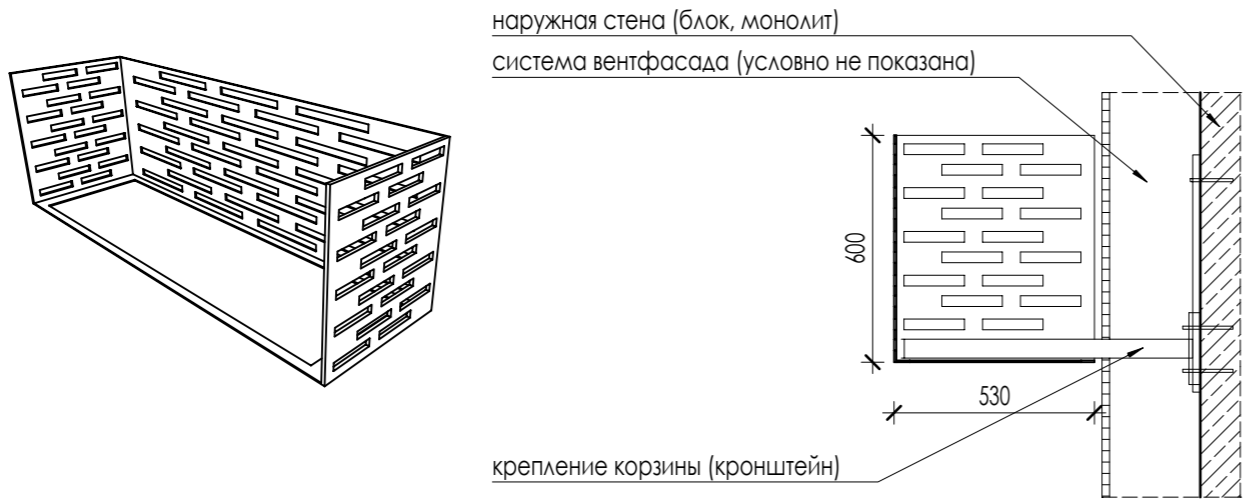 наружная стена (блок, монолит)
система вентфасада (условно не показана)
600
530
крепление корзины (кронштейн)